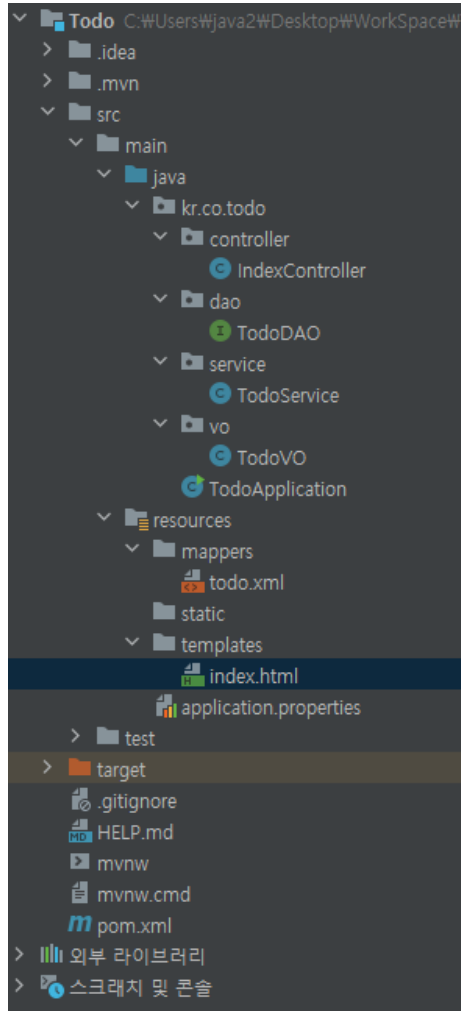 Todo C:₩Users₩java2₩Desktop₩WorkSpace₩
.idea
.mvn
src
main
java
kr.co.todo
controller
IndexController
dao
TodoDAO
service
TodoService
vo
TodoVO
TodoApplication
resources
mappers
todo.xml
static
templates
index.html
application.properties
test
target
.gitignore
HELP.md
mvnw
mvnw.cmd
pom.xml
외부 라이브러리
스크래치 및 콘솔